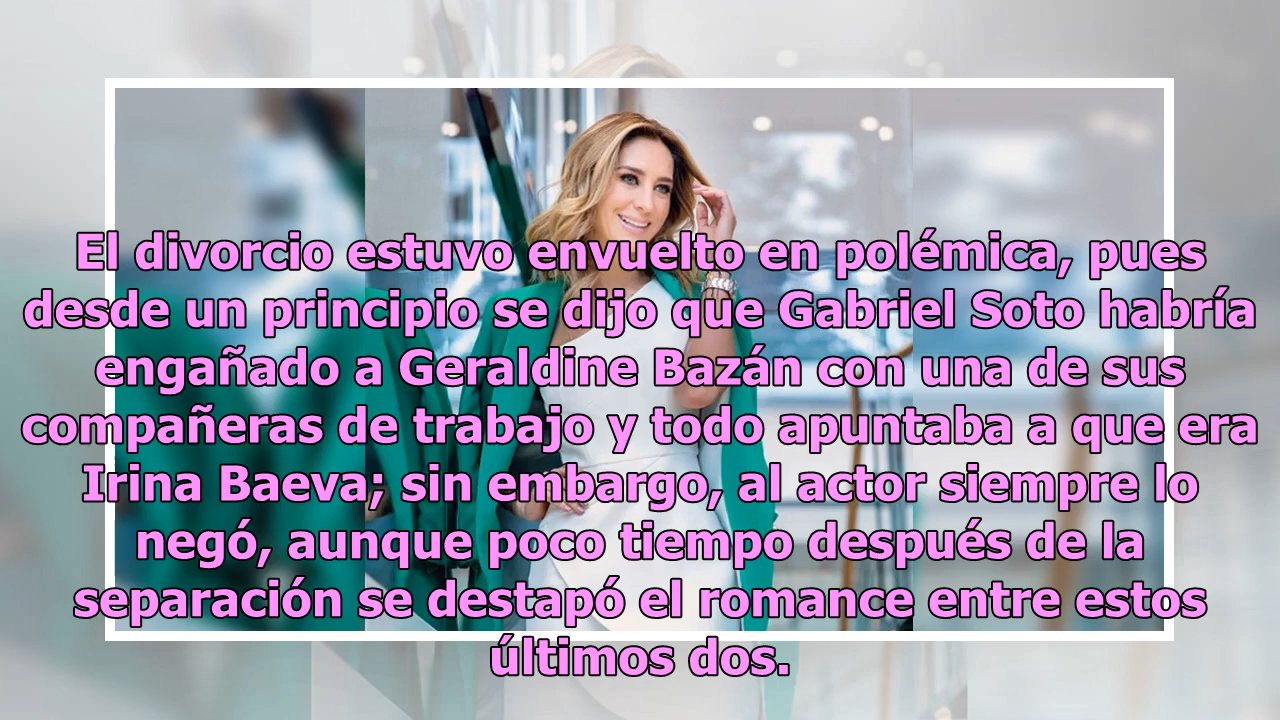 El divorcio estuvo envuelto en polémica, pues
desde un principio se dijo que Gabriel Soto habría
engañado a Geraldine Bazán con una de sus
compañeras de trabajo y todo apuntaba a que era
Irina Baeva; sin embargo, al actor siempre lo
negó, aunque poco tiempo después de la
separación se destapó el romance entre estos
últimos dos.